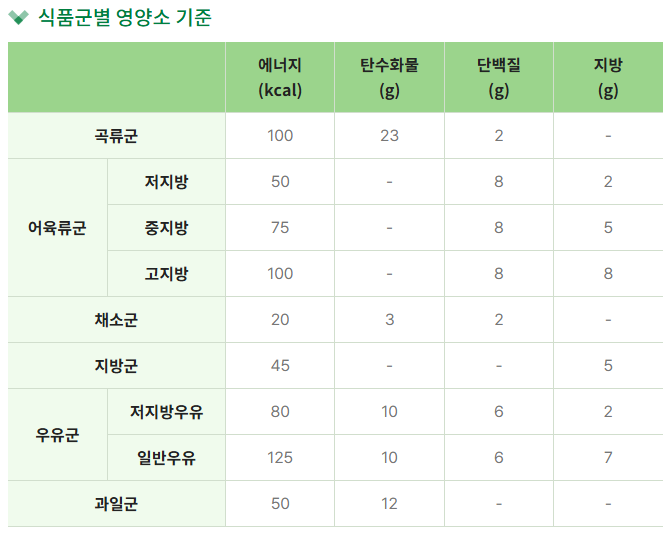 식품군별 영양소 기준
에너지 탄수화물 단백질 지방
(kcal) (g) (g) (g)
곡류군 100 23 2 -
어육류군 저지방 50 - 8 2
중지방 75 - 8 5
고지방 100 - 8 8
채소군 20 3 2 -
지방군 45 - - 5
우유군 저지방우유 80 10 6 2
일반우유 125 10 6 7
과일군 50 12 - -